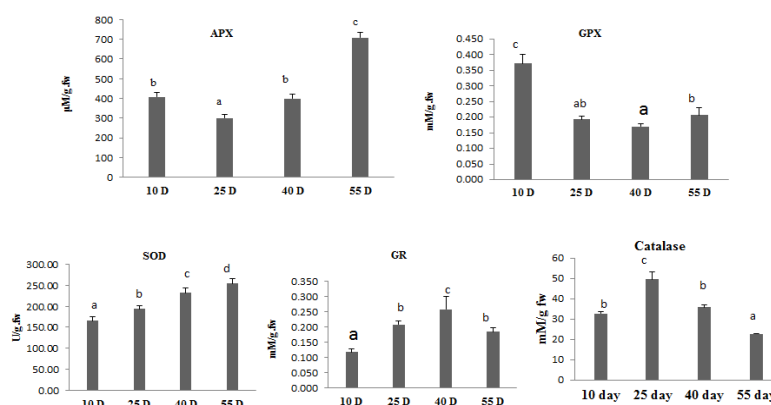 APX
µM/g.fw
800
700
600
500
400
300
200
100
0
b
a
b
c
10 D 25 D 40 D 55 D
GPX
mM/g.fw
0.450
0.400
0.350
0.300
0.250
0.200
0.150
0.100
0.050
0.000
c
ab
a
b
10 D 25 D 40 D 55 D
SOD
U/g.fw
300.00
250.00
200.00
150.00
100.00
50.00
0.00
a
b
c
d
10 D 25 D 40 D 55 D
GR
mM/g.fw
0.350
0.300
0.250
0.200
0.150
0.100
0.050
0.000
a
b
c
b
10 D 25 D 40 D 55 D
Catalase
mM/g fw
60
50
40
30
20
10
0
b
c
b
a
10 day 25 day 40 day 55 day